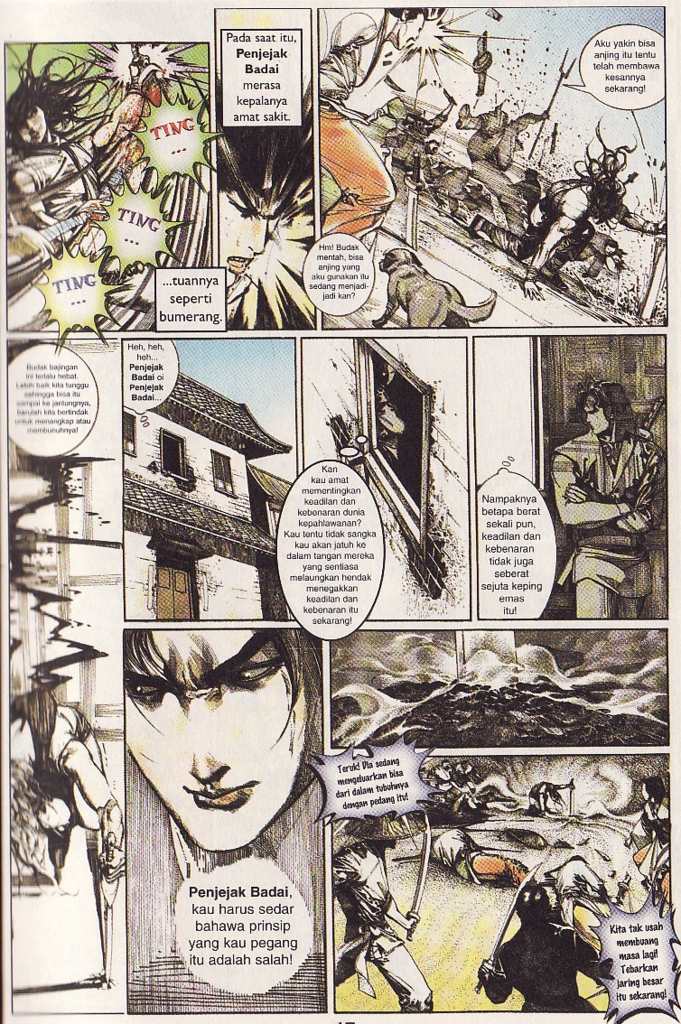 TING
...
TING
...
TING
...
...tuannya
seperti
bumerang.
Pada saat itu,
Penjejak
Badai
merasa
kepalanya
amat sakit.
Aku yakin bisa
anjing itu tentu
telah membawa
kesannya
sekarang!
Hm! Budak
mentah, bisa
anjing yang
aku gunakan itu
sedang menjadi-
jadi kan?
Budak bajingan
ini terlalu hebat.
Lebih baik kita tunggu
sehingga bisa itu
sampai ke jantungnya,
barulah kita bertindak
untuk menangkap atau
membunuhnya!
Heh, heh,
heh...
Penjejak
Badai oi
Penjejak
Badai...
Kan
kau amat
mementingkan
keadilan dan
kebenaran dunia
kepahlawanan?
Kau tentu tidak sangka
kau akan jatuh ke
dalam tangan mereka
yang sentiasa
melaungkan hendak
menegakkan
keadilan dan
kebenaran itu
sekarang!
Nampaknya
betapa berat
sekali pun,
keadilan dan
kebenaran
tidak juga
seberat
sejuta keping
emas
itu!
Penjejak Badai,
kau harus sedar
bahawa prinsip
yang kau pegang
itu adalah salah!
Teruk! Dia sedang
mengeluarkan bisa
dari dalam tubuhnya
dengan pedang itu!
Kita tak usah
membuang
masa lagi!
Tebarkan
jaring besar
itu sekarang!